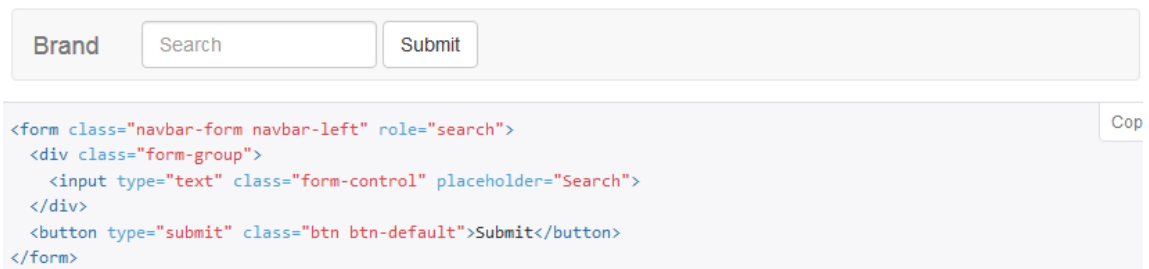 Brand Search Submit
Cop
<form class="navbar-form navbar-left" role="search">
  <div class="form-group">
    <input type="text" class="form-control" placeholder="Search">
  </div>
  <button type="submit" class="btn btn-default">Submit</button>
</form>